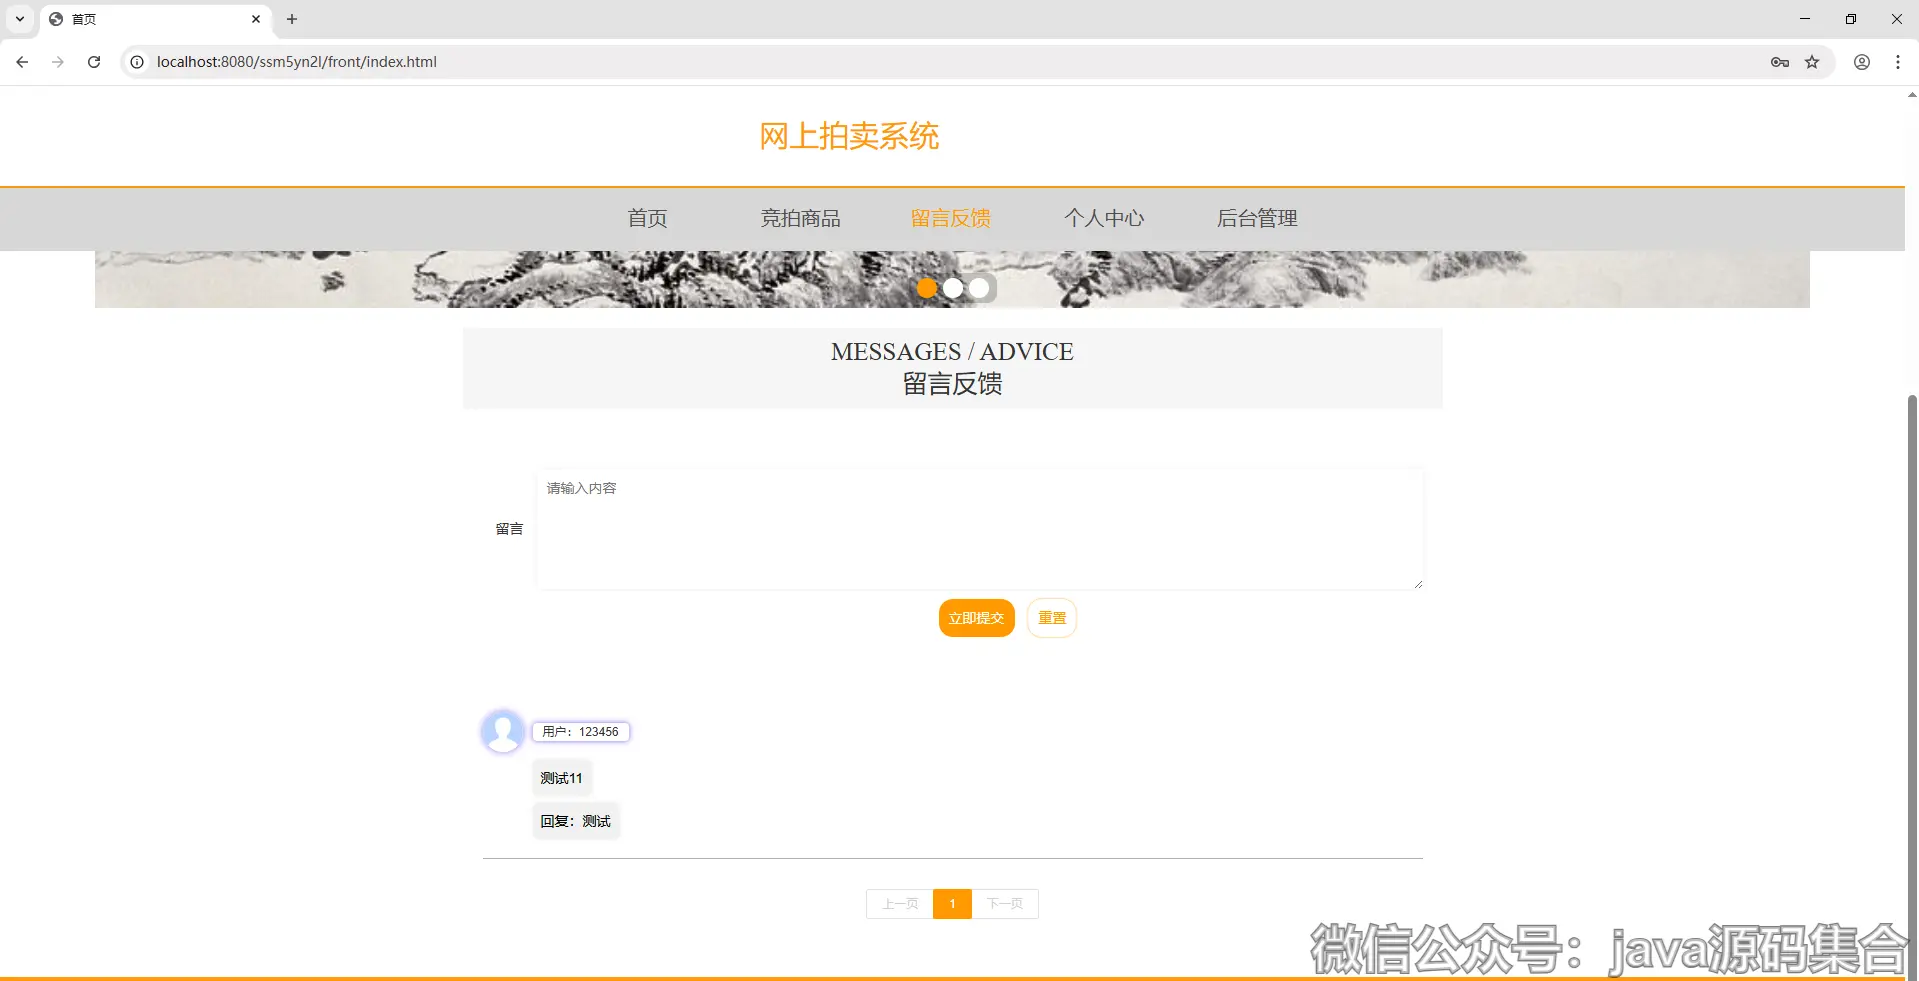 首页
localhost:8080/ssm5yn2l/front/index.html
网上拍卖系统
首页 竞拍商品 留言反馈 个人中心 后台管理
MESSAGES / ADVICE
留言反馈
请输入内容
留言
立即提交 重置
用户：123456
测试11
回复：测试
上一页 1 下一页
微信公众号：java源码集合